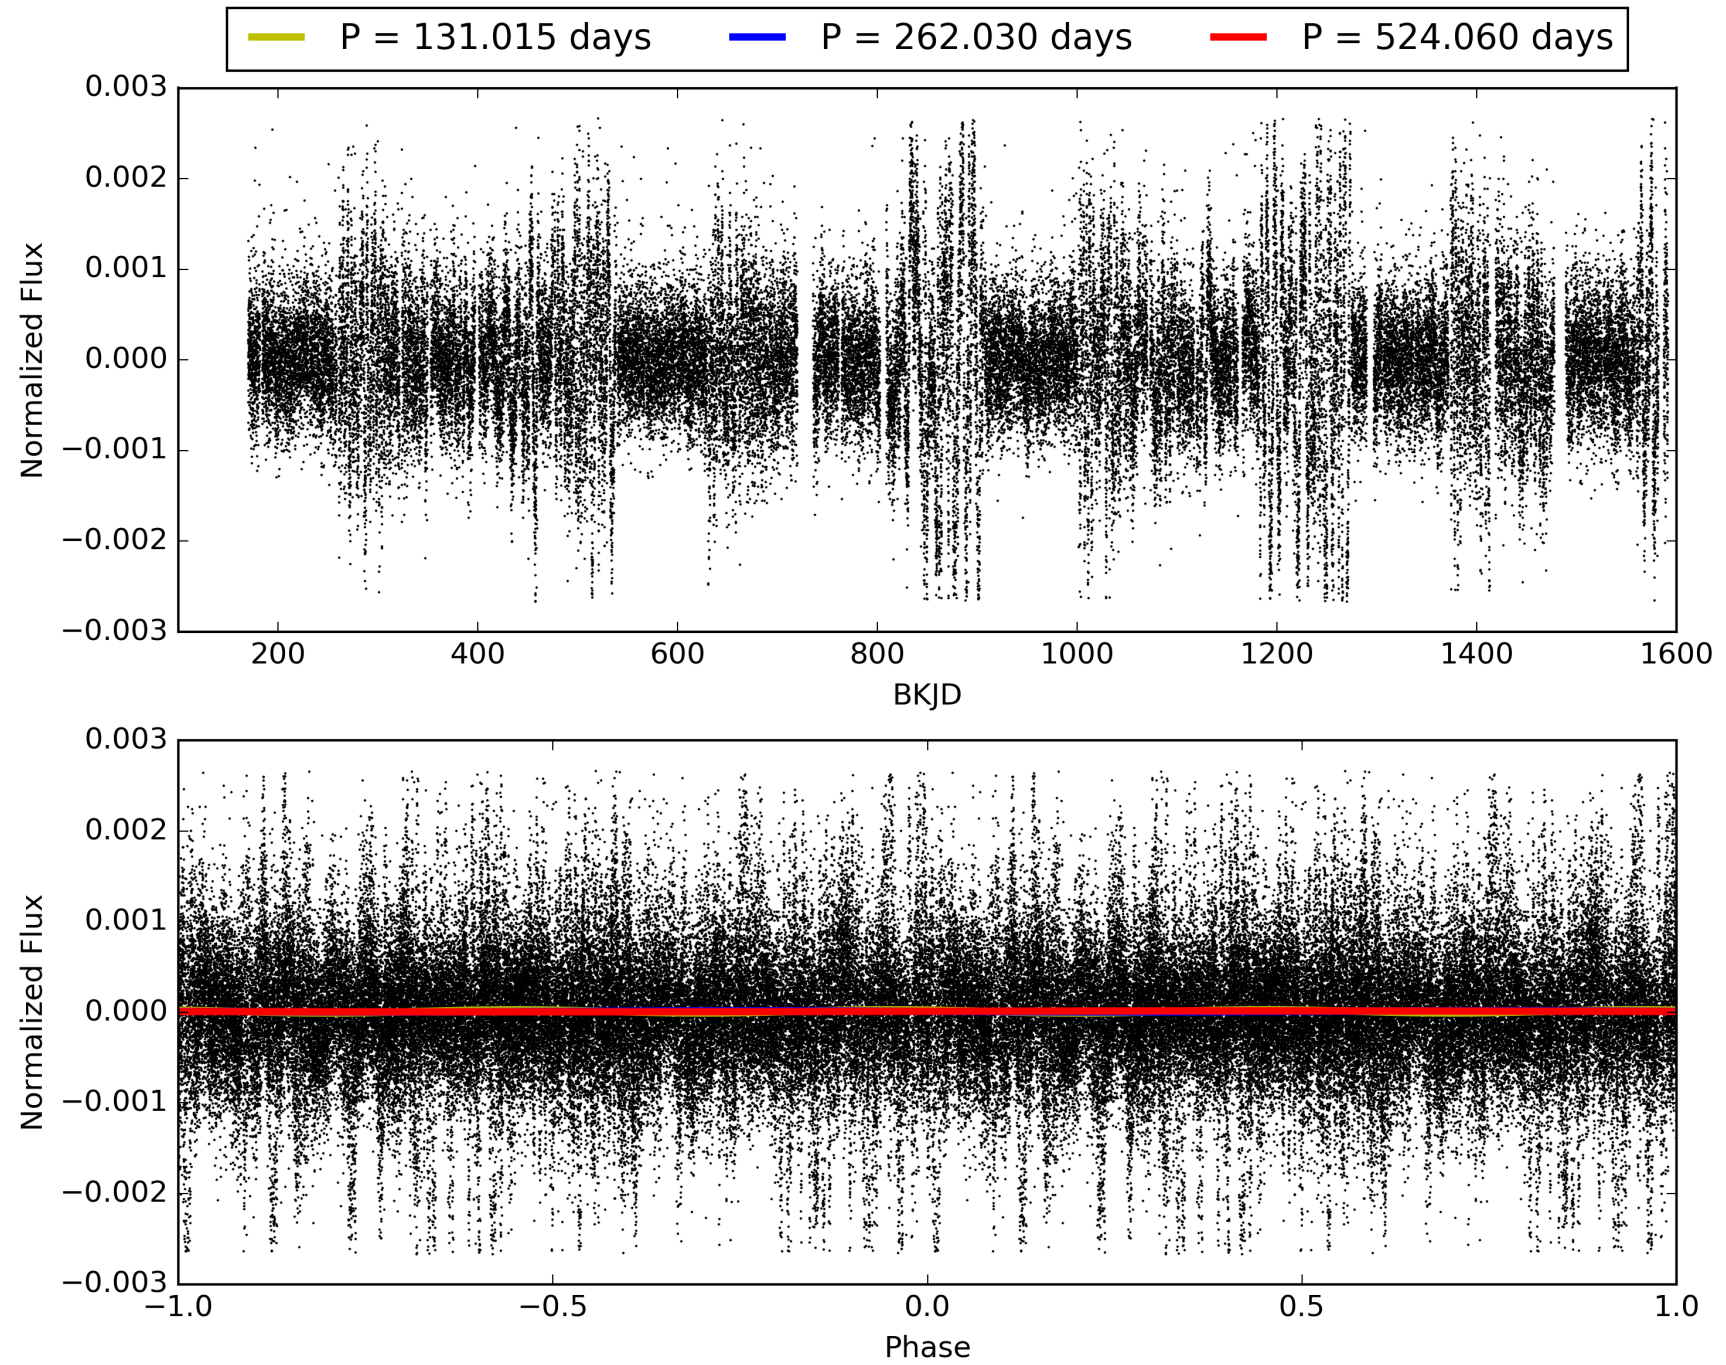 P = 131.015 days P = 262.030 days P = 524.060 days
0.003
0.002
0.001
0.000
−0.001
−0.002
−0.003
Normalized Flux
200 400 600 800 1000 1200 1400 1600
BKJD
0.003
0.002
0.001
0.000
−0.001
−0.002
−0.003
Normalized Flux
−1.0 −0.5 0.0 0.5 1.0
Phase